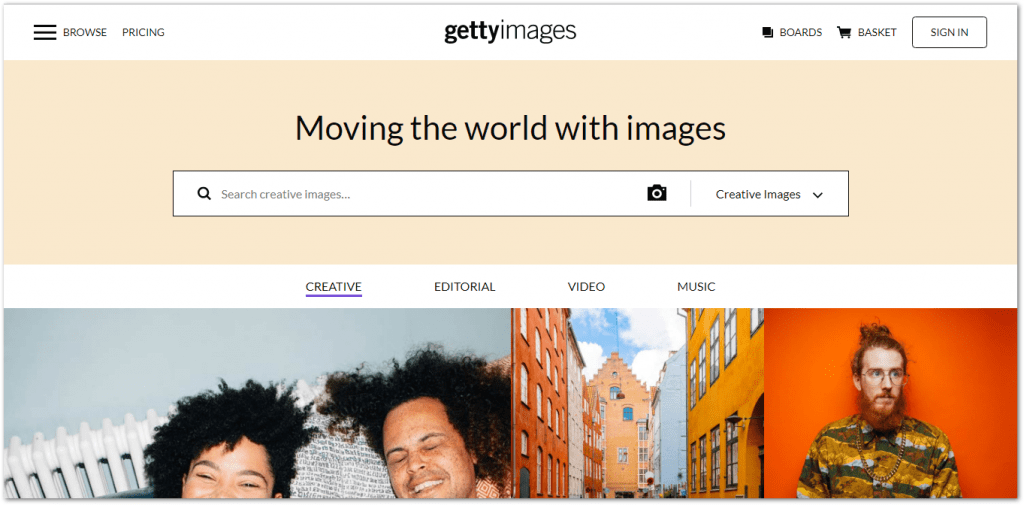 BROWSE PRICING gettyimages BOARDS BASKET SIGN IN
Moving the world with images
Search creative images... Creative Images
CREATIVE EDITORIAL VIDEO MUSIC